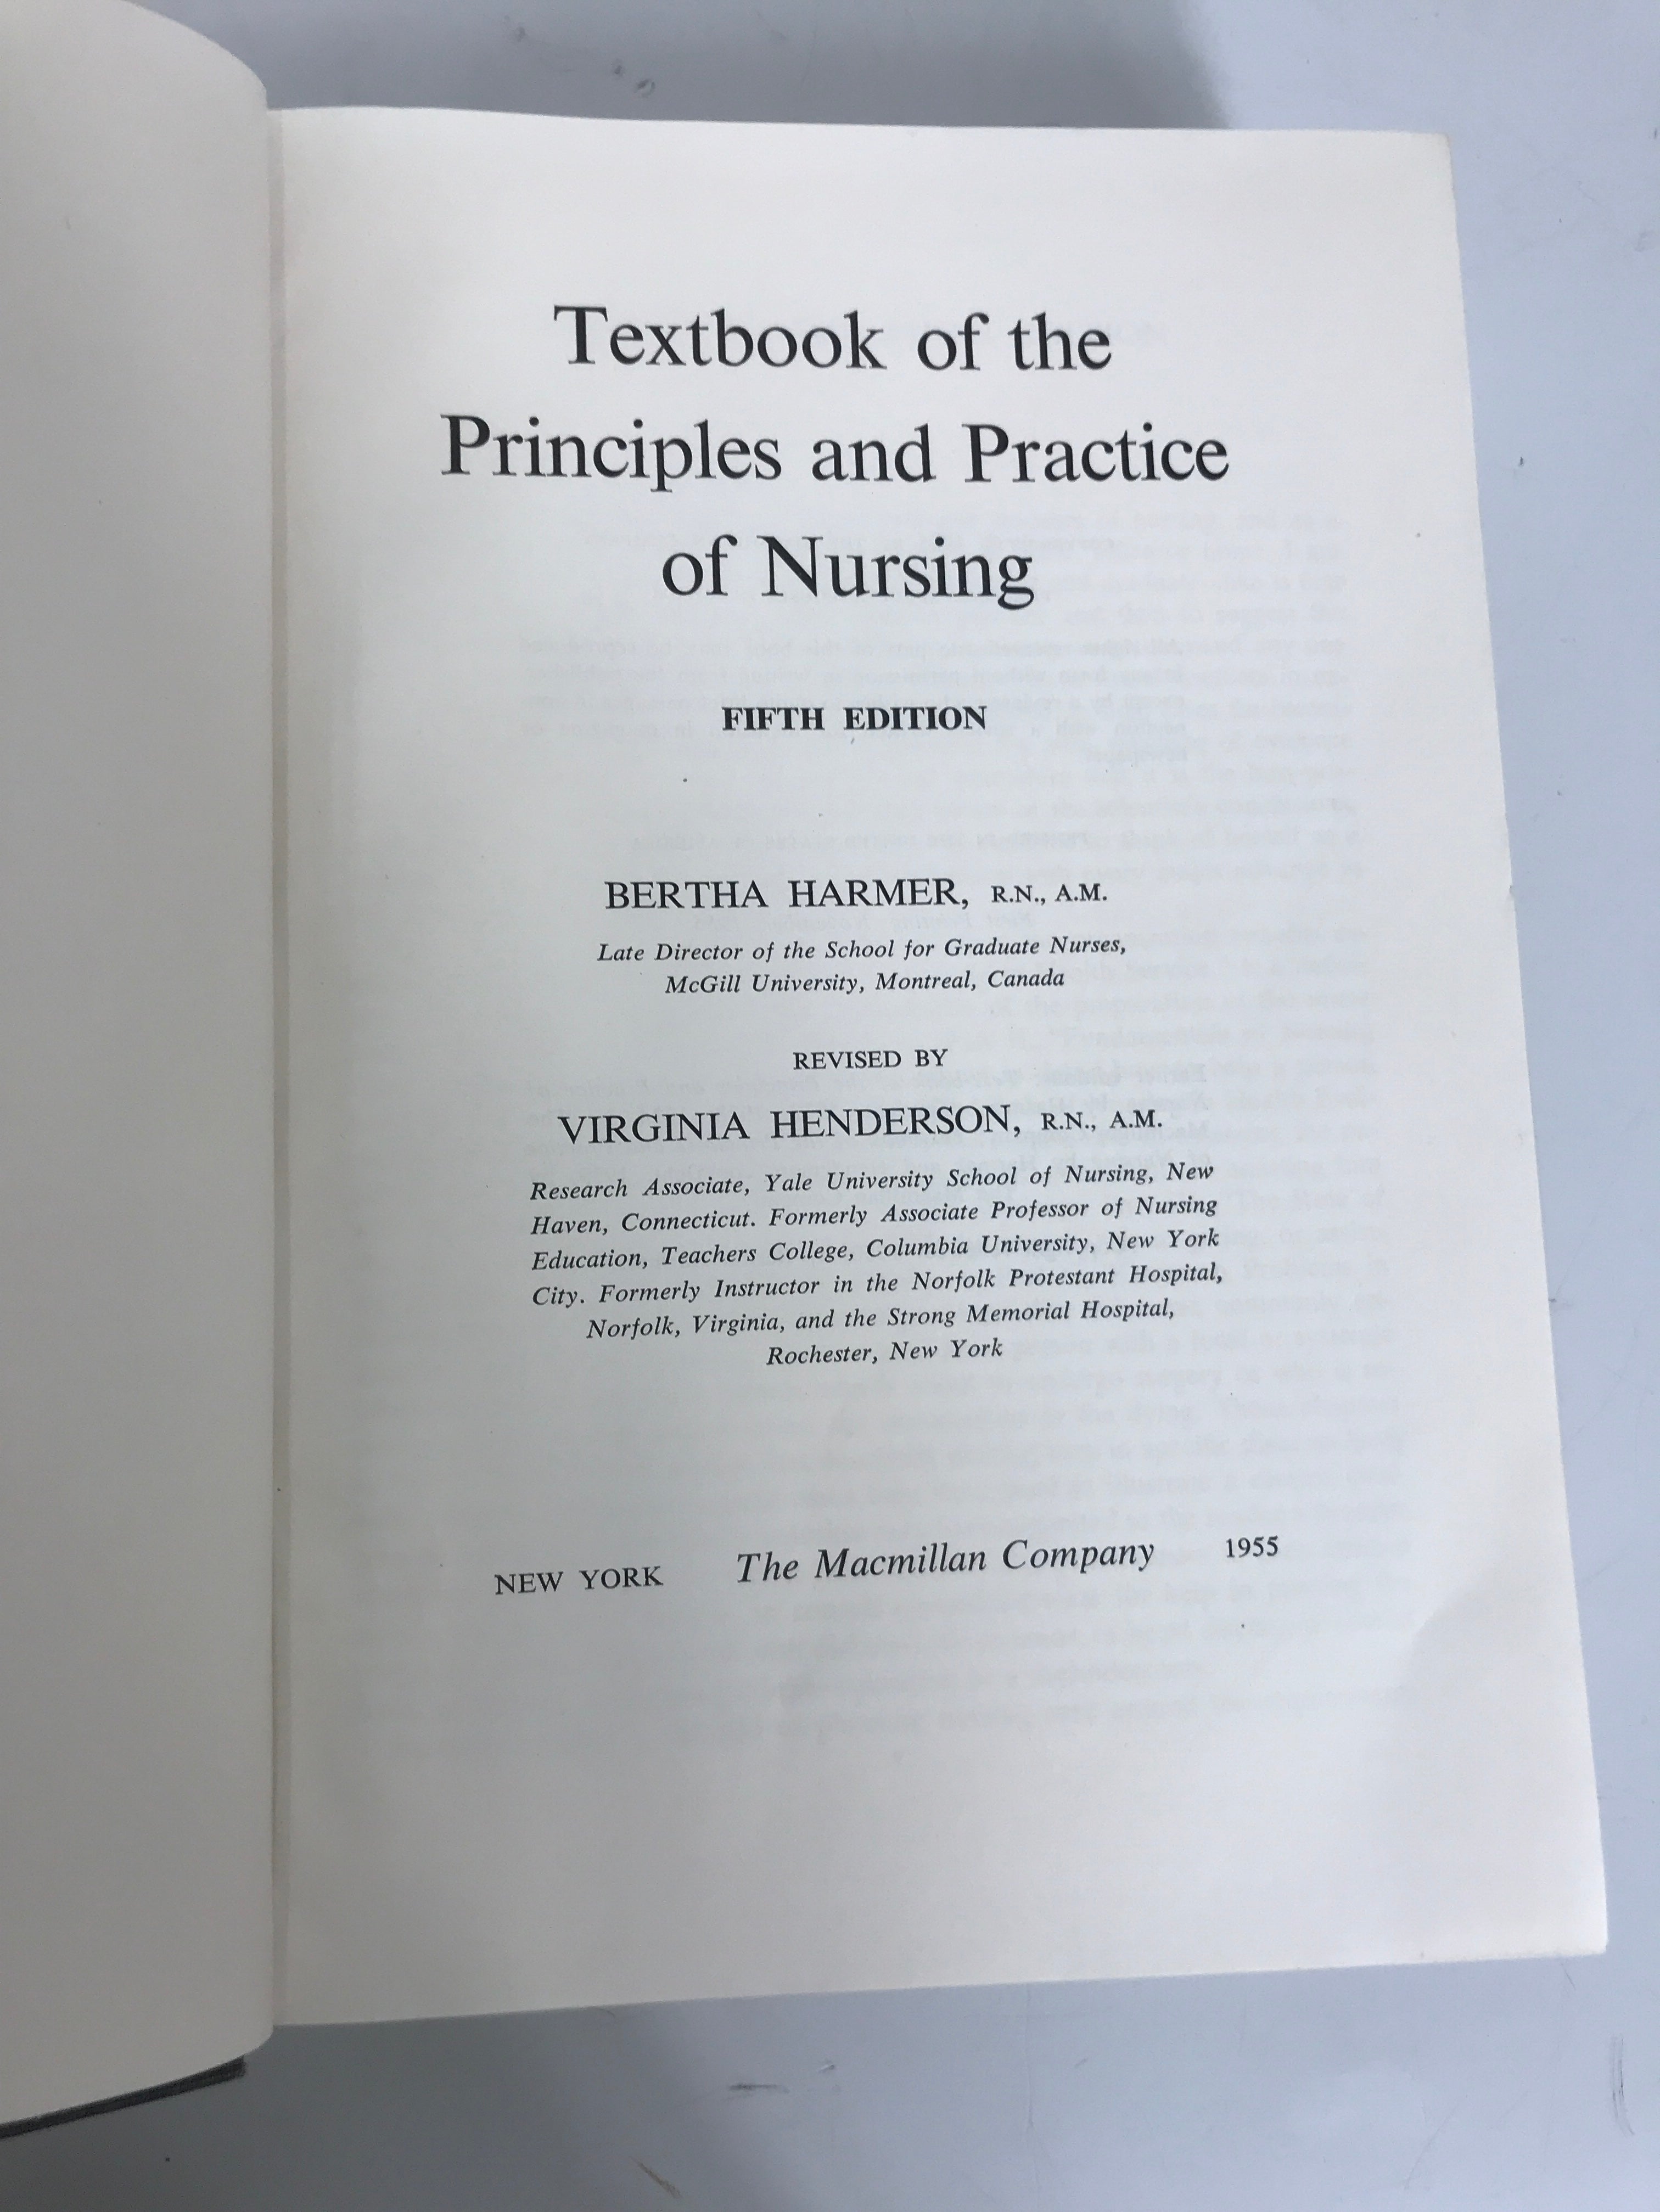 Textbook of the
Principles and Practice
of Nursing
FIFTH EDITION
BERTHA HARMER, R.N., A.M.
Late Director of the School for Graduate Nurses,
McGill University, Montreal, Canada
REVISED BY
VIRGINIA HENDERSON, R.N., A.M.
Research Associate, Yale University School of Nursing, New
Haven, Connecticut. Formerly Associate Professor of Nursing
Education, Teachers College, Columbia University, New York
City. Formerly Instructor in the Norfolk Protestant Hospital,
Norfolk, Virginia, and the Strong Memorial Hospital,
Rochester, New York
NEW YORK The Macmillan Company 1955